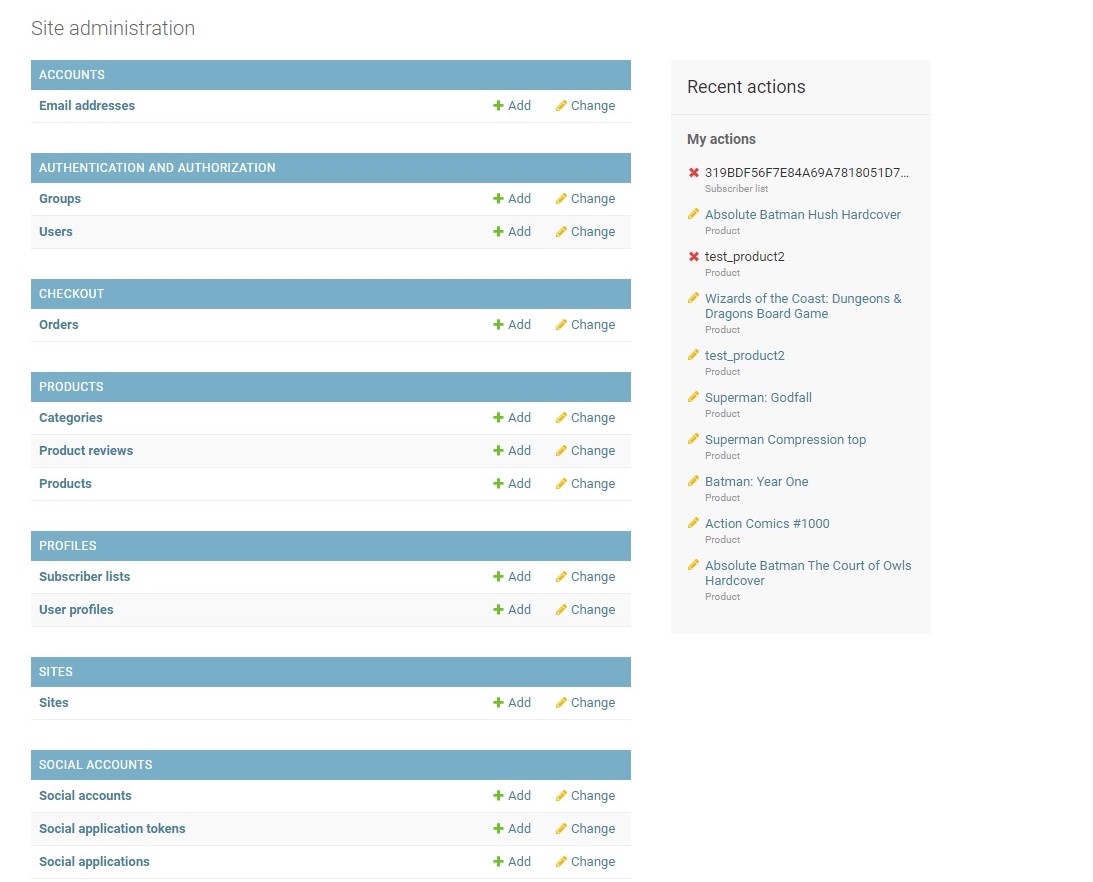 Site administration
ACCOUNTS
Email addresses Add Change
AUTHENTICATION AND AUTHORIZATION
Groups Add Change
Users Add Change
CHECKOUT
Orders Add Change
PRODUCTS
Categories Add Change
Product reviews Add Change
Products Add Change
PROFILES
Subscriber lists Add Change
User profiles Add Change
SITES
Sites Add Change
SOCIAL ACCOUNTS
Social accounts Add Change
Social application tokens Add Change
Social applications Add Change
Recent actions
My actions
319BDF56F7E84A69A7818051D7…
Subscriber list
Absolute Batman Hush Hardcover
Product
test_product2
Product
Wizards of the Coast: Dungeons &
Dragons Board Game
Product
test_product2
Product
Superman: Godfall
Product
Superman Compression top
Product
Batman: Year One
Product
Action Comics #1000
Product
Absolute Batman The Court of Owls
Hardcover
Product